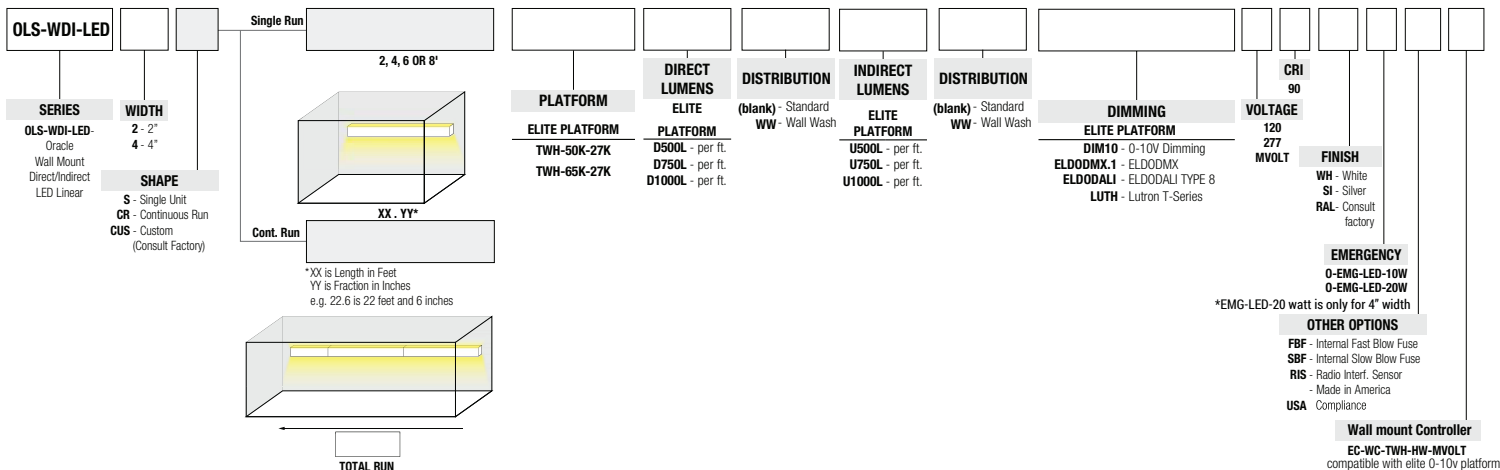 OLS-WDI-LED
Single Run
2, 4, 6 OR 8'
SERIES
OLS-WDI-LED-
Oracle
Wall Mount
Direct/Indirect
LED Linear
WIDTH
2 - 2"
4 - 4"
SHAPE
S - Single Unit
CR - Continuous Run
CUS - Custom
(Consult Factory)
XX . YY*
Cont. Run
*XX is Length in Feet
YY is Fraction in Inches
e.g. 22.6 is 22 feet and 6 inches
TOTAL RUN
PLATFORM
ELITE PLATFORM
TWH-50K-27K
TWH-65K-27K
DIRECT
LUMENS
ELITE
PLATFORM
D500L - per ft.
D750L - per ft.
D1000L - per ft.
DISTRIBUTION
(blank) - Standard
WW - Wall Wash
INDIRECT
LUMENS
ELITE
PLATFORM
U500L - per ft.
U750L - per ft.
U1000L - per ft.
DISTRIBUTION
(blank) - Standard
WW - Wall Wash
DIMMING
ELITE PLATFORM
DIM10 - 0-10V Dimming
ELDODMX.1 - ELDODMX
ELDODALI - ELDODALI TYPE 8
LUTH - Lutron T-Series
VOLTAGE
120
277
MVOLT
CRI
90
FINISH
WH - White
SI - Silver
RAL- Consult
factory
EMERGENCY
O-EMG-LED-10W
O-EMG-LED-20W
*EMG-LED-20 watt is only for 4" width
OTHER OPTIONS
FBF - Internal Fast Blow Fuse
SBF - Internal Slow Blow Fuse
RIS - Radio Interf. Sensor
- Made in America
USA Compliance
Wall mount Controller
EC-WC-TWH-HW-MVOLT
compatible with elite 0-10v platform